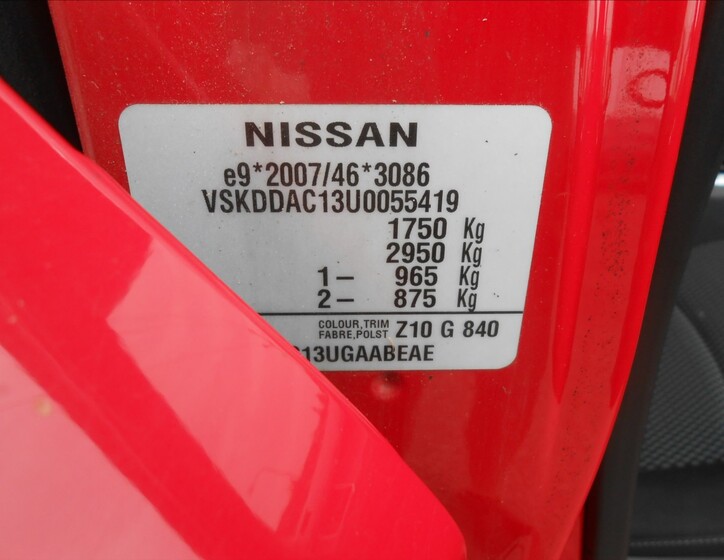 NISSAN
e9*2007/46*3086
VSKDDAC13U0055419
1750 Kg
2950 Kg
1– 965 Kg
2– 875 Kg
COLOUR,TRIM Z10 G 840
FABRE,POLST
13UGAABEAE